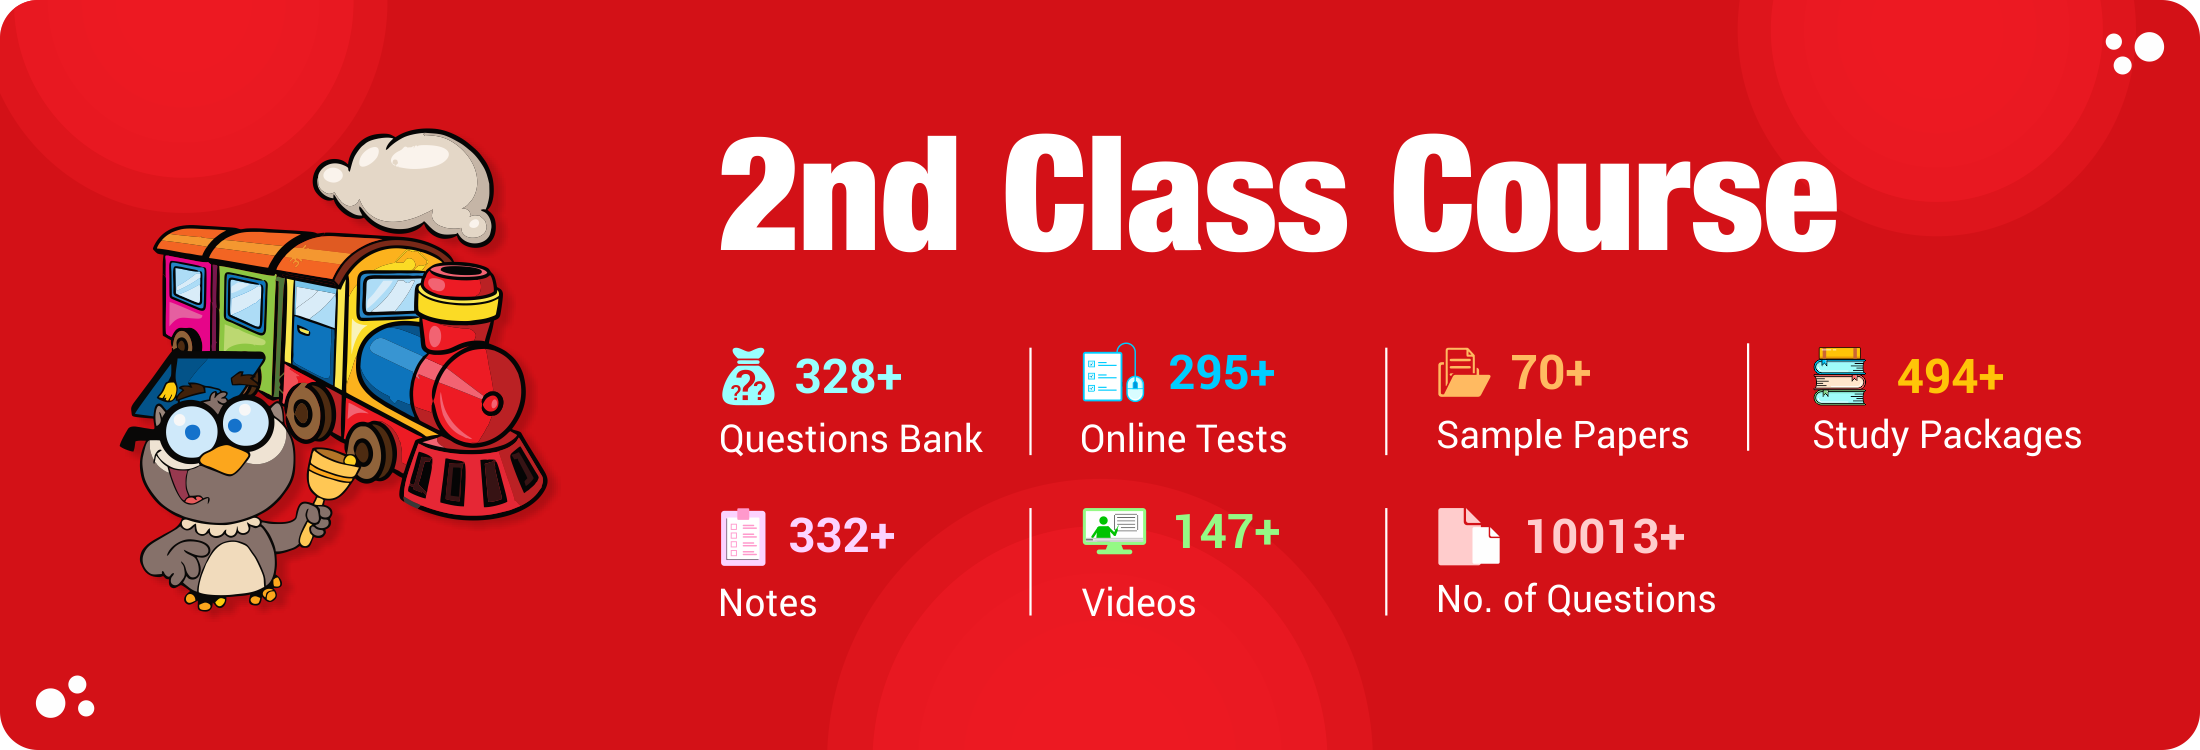 2nd Class Course
328+
Questions Bank
295+
Online Tests
70+
Sample Papers
494+
Study Packages
332+
Notes
147+
Videos
10013+
No. of Questions